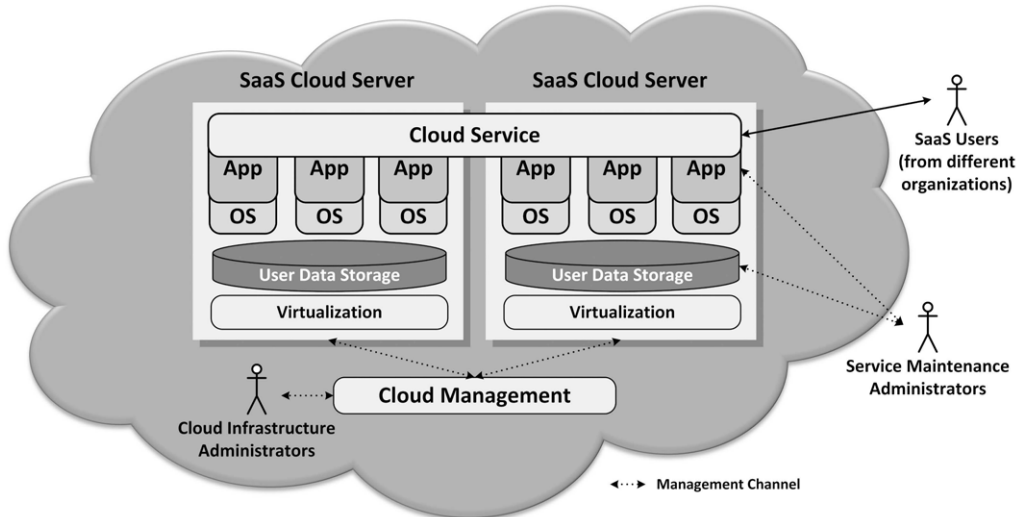 SaaS Cloud Server
SaaS Cloud Server
Cloud Service
App App App App App App
OS OS OS OS OS OS
User Data Storage
User Data Storage
Virtualization
Virtualization
Cloud Management
Cloud Infrastructure
Administrators
SaaS Users
(from different
organizations)
Service Maintenance
Administrators
Management Channel